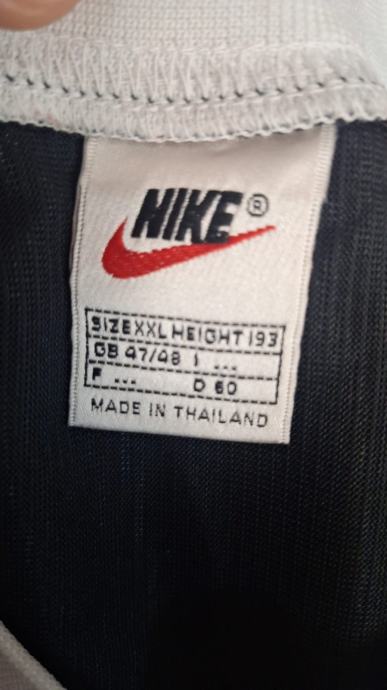 NIKE®
SIZE XXL HEIGHT 193
GB 47/48 I ...
F ... D 60
MADE IN THAILAND